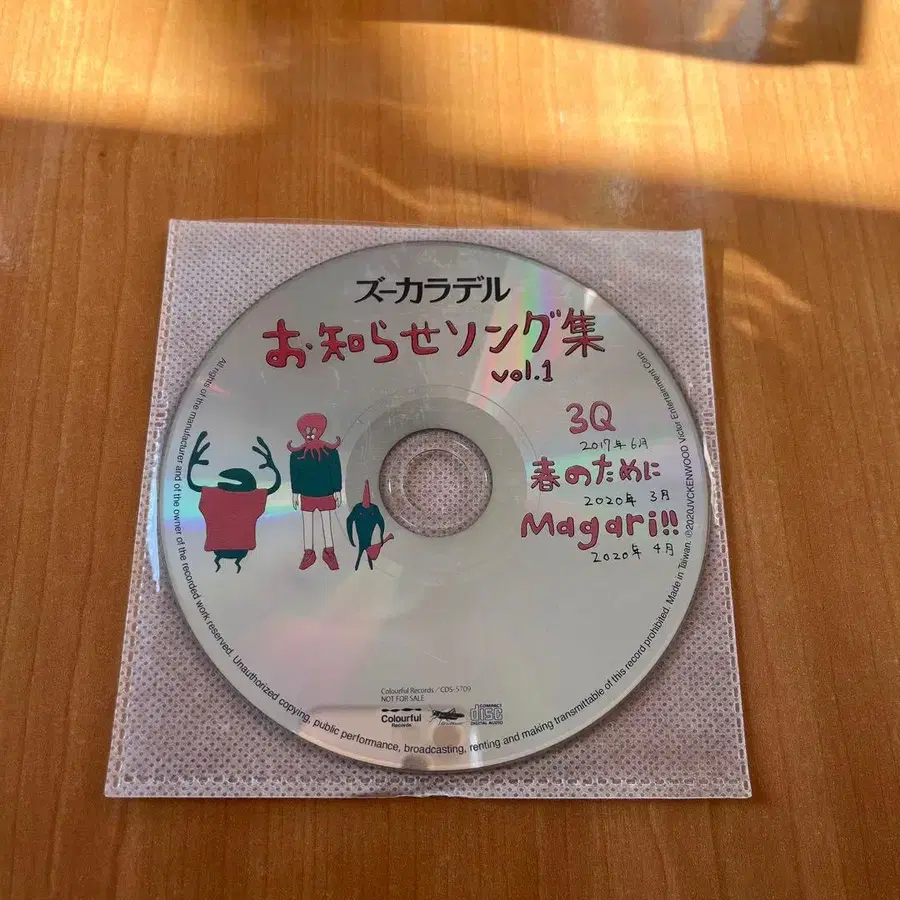 ズーカラデル
お知らせソング集
vol.1
3Q
2017年6月
春のために
2020年 3月
Magari!!
2020年 4月
Colourful Records／CDS-5709
NOT FOR SALE
Colourful
Records
COMPACT
disc
DIGITAL AUDIO
All rights of the manufacturer and of the owner of the recorded work reserved. Unauthorized copying, public performance, broadcasting, renting and making transmittable of this record prohibited. Made in Taiwan. ℗2020JVCKENWOOD Victor Entertainment Corp.